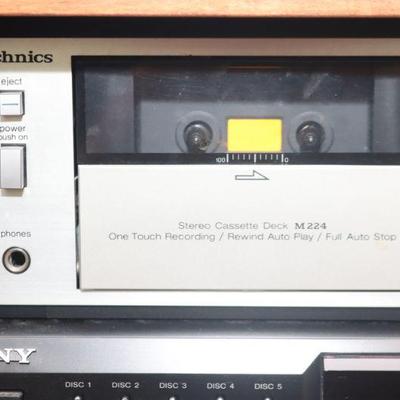 chnics
eject
power
push on
phones
100 0
Stereo Cassette Deck M224
One Touch Recording / Rewind Auto Play / Full Auto Stop
NY
DISC 1 DISC 2 DISC 3 DISC 4 DISC 5